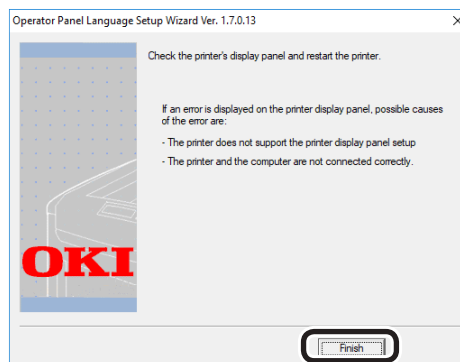 Operator Panel Language Setup Wizard Ver. 1.7.0.13
Check the printer's display panel and restart the printer.
If an error is displayed on the printer display panel, possible causes
of the error are:
- The printer does not support the printer display panel setup
- The printer and the computer are not connected correctly.
OKI
Finish